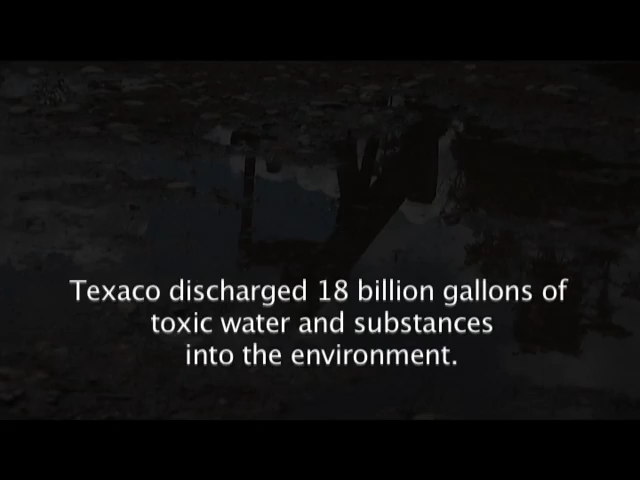 Texaco discharged 18 billion gallons of
toxic water and substances
into the environment.